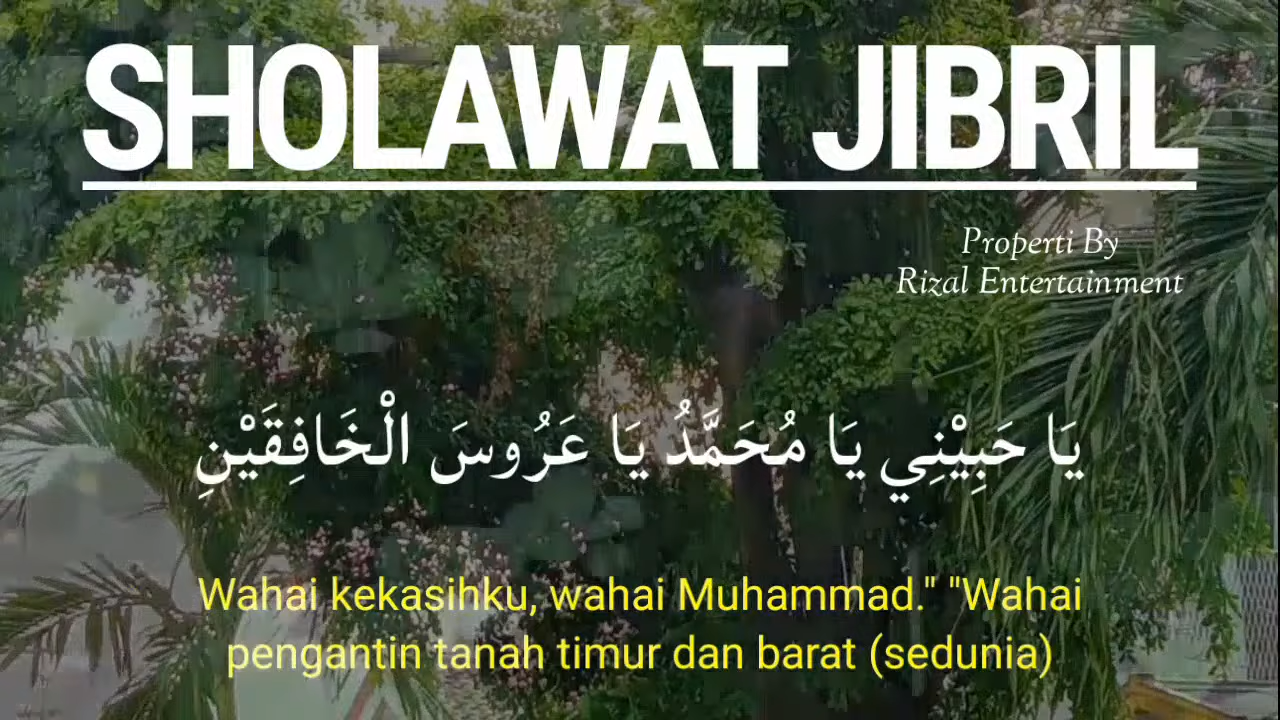 SHOLAWAT JIBRIL
Properti By
Rizal Entertainment
يَا حَبِيْنِي يَا مُحَمَّدُ يَا عَرُوسَ الْخَافِقَيْنِ
Wahai kekasihku, wahai Muhammad." "Wahai
pengantin tanah timur dan barat (sedunia)